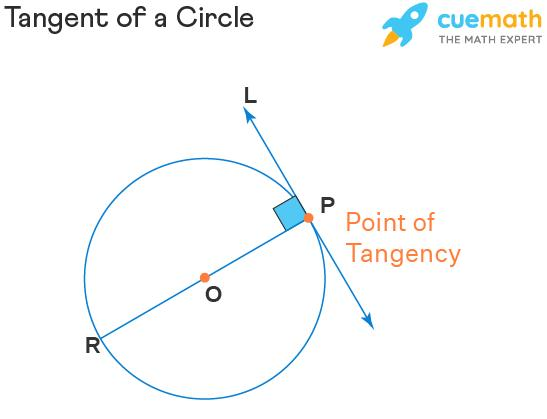 Tangent of a Circle
cuemath
THE MATH EXPERT
L
P
Point of
Tangency
O
R